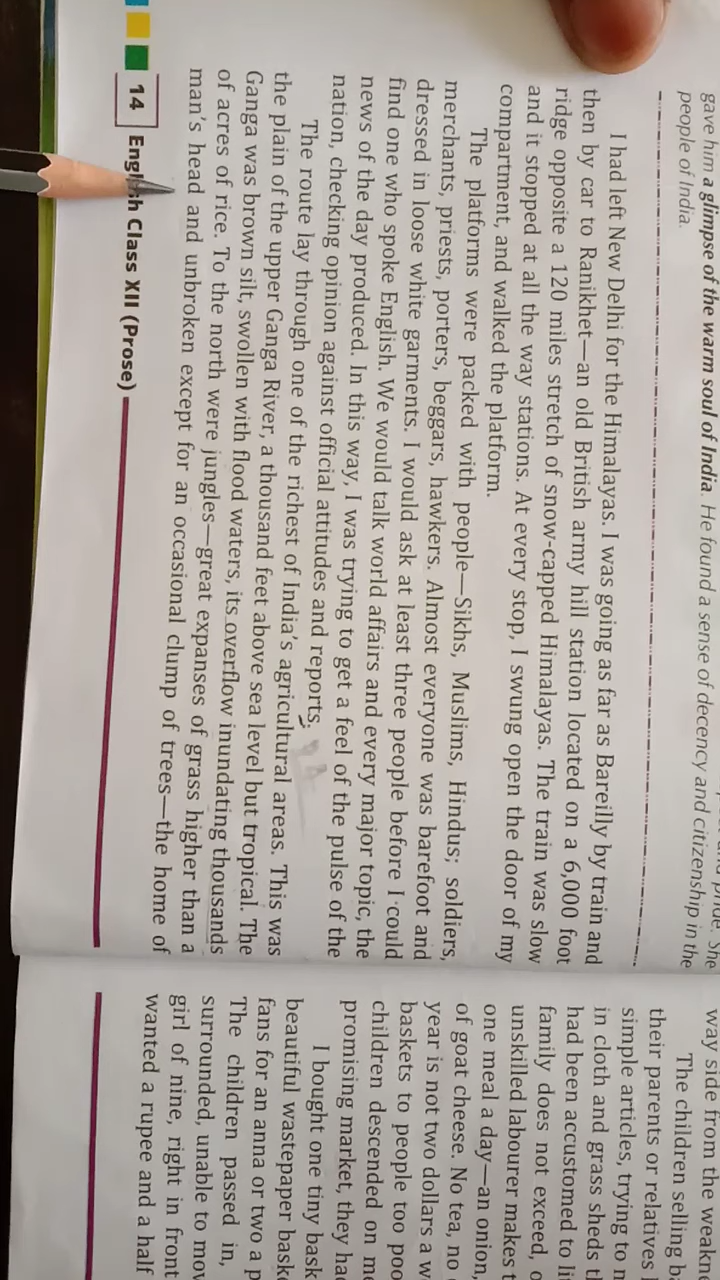 gave him a glimpse of the warm soul of India. He found a sense of decency and citizenship in the
people of India.
I had left New Delhi for the Himalayas. I was going as far as Bareilly by train and
then by car to Ranikhet—an old British army hill station located on a 6,000 foot
ridge opposite a 120 miles stretch of snow-capped Himalayas. The train was slow
and it stopped at all the way stations. At every stop, I swung open the door of my
compartment, and walked the platform.
The platforms were packed with people—Sikhs, Muslims, Hindus; soldiers,
merchants, priests, porters, beggars, hawkers. Almost everyone was barefoot and
dressed in loose white garments. I would ask at least three people before I could
find one who spoke English. We would talk world affairs and every major topic, the
news of the day produced. In this way, I was trying to get a feel of the pulse of the
nation, checking opinion against official attitudes and reports.
The route lay through one of the richest of India's agricultural areas. This was
the plain of the upper Ganga River, a thousand feet above sea level but tropical. The
Ganga was brown silt, swollen with flood waters, its overflow inundating thousands
of acres of rice. To the north were jungles—great expanses of grass higher than a
man's head and unbroken except for an occasional clump of trees—the home of
14 English Class XII (Prose)
way side from the
The children selling
their parents or relatives
simple articles, trying to
in cloth and grass sheds
had been accustomed to
family does not exceed,
unskilled labourer makes
one meal a day—an onion,
of goat cheese. No tea, no
year is not two dollars a
baskets to people too
children descended on
promising market, they
I bought one tiny
beautiful wastepaper
fans for an anna or two a
The children passed in,
surrounded, unable to
girl of nine, right in front
wanted a rupee and a half